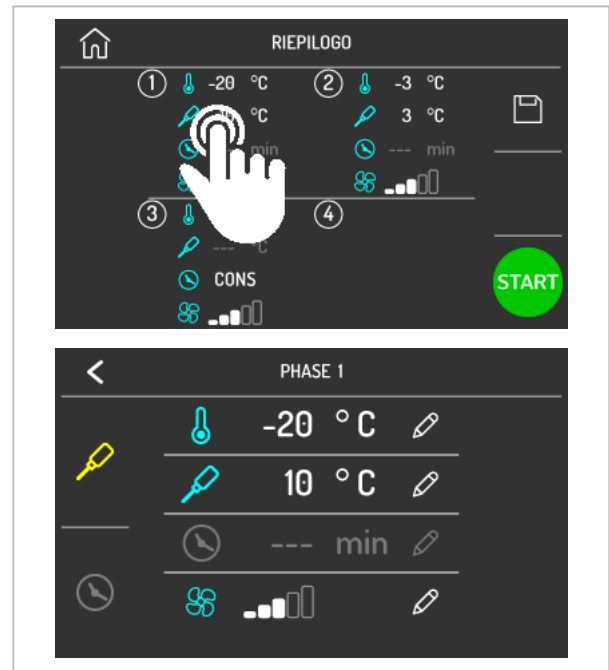 RIEPILOGO
1 -20 °C 2 -3 °C
°C 3 °C
--- min --- min
3 4
--- °C
CONS
START
PHASE 1
-20 °C
10 °C
--- min